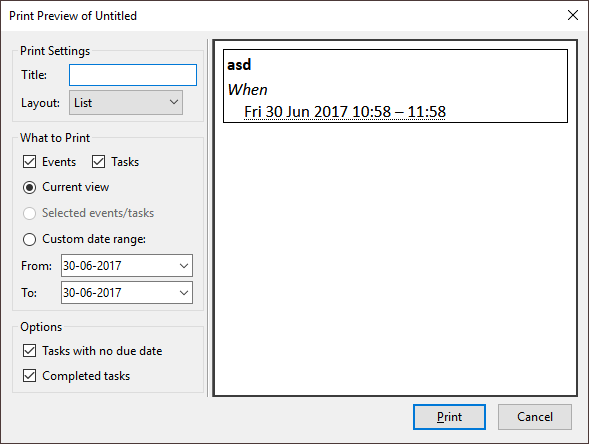 Print Preview of Untitled
Print Settings
Title:
Layout: List
What to Print
Events Tasks
Current view
Selected events/tasks
Custom date range:
From: 30-06-2017
To: 30-06-2017
Options
Tasks with no due date
Completed tasks
asd
When
Fri 30 Jun 2017 10:58 – 11:58
Print Cancel